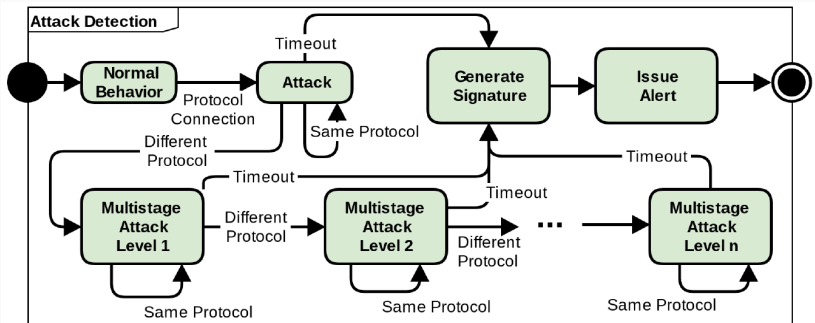 Attack Detection
Timeout
Normal
Behavior
Protocol
Connection
Attack
Generate
Signature
Issue
Alert
Same Protocol
Different
Protocol
Timeout
Timeout
Timeout
Multistage
Attack
Level 1
Different
Protocol
Multistage
Attack
Level 2
Different
Protocol
...
Multistage
Attack
Level n
Same Protocol
Same Protocol
Same Protocol